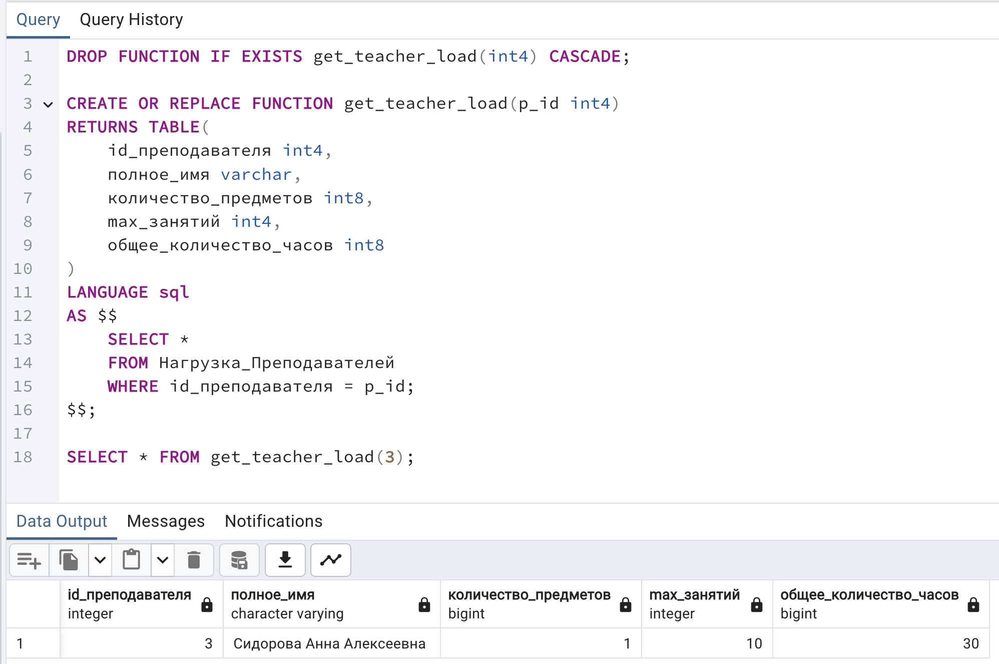 Query Query History
1 DROP FUNCTION IF EXISTS get_teacher_load(int4) CASCADE;
2
3 CREATE OR REPLACE FUNCTION get_teacher_load(p_id int4)
4 RETURNS TABLE(
5 id_преподавателя int4,
6 полное_имя varchar,
7 количество_предметов int8,
8 max_занятий int4,
9 общее_количество_часов int8
10 )
11 LANGUAGE sql
12 AS $$
13 SELECT *
14 FROM Нагрузка_Преподавателей
15 WHERE id_преподавателя = p_id;
16 $$;
17
18 SELECT * FROM get_teacher_load(3);
Data Output Messages Notifications
id_преподавателя полное_имя количество_предметов max_занятий общее_количество_часов
integer character varying bigint integer bigint
1 3 Сидорова Анна Алексеевна 1 10 30